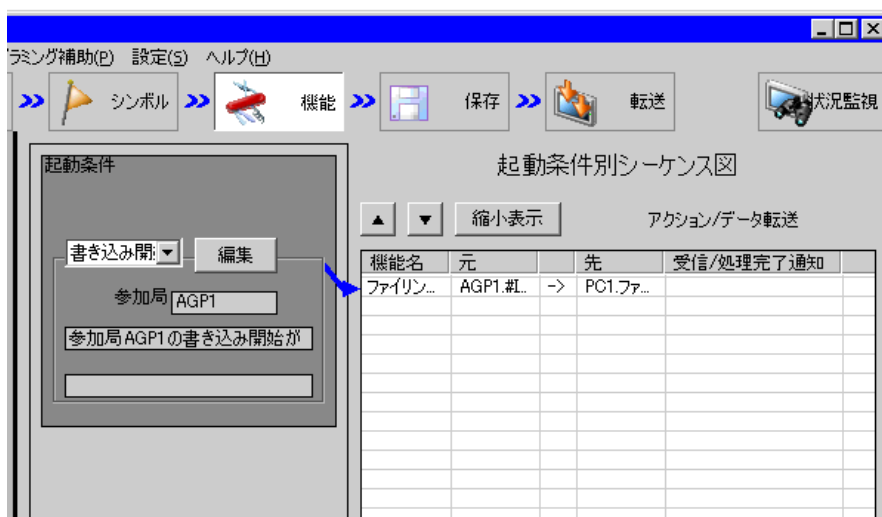 ラミング補助(P) 設定(S) ヘルプ(H)
シンボル 機能 保存 転送 状況監視
起動条件
起動条件別シーケンス図
▲ ▼ 縮小表示 アクション/データ転送
書き込み開 編集
参加局 AGP1
参加局AGP1の書き込み開始が
機能名 元 先 受信/処理完了通知
ファイリン... AGP1.#I... -> PC1.ファ...